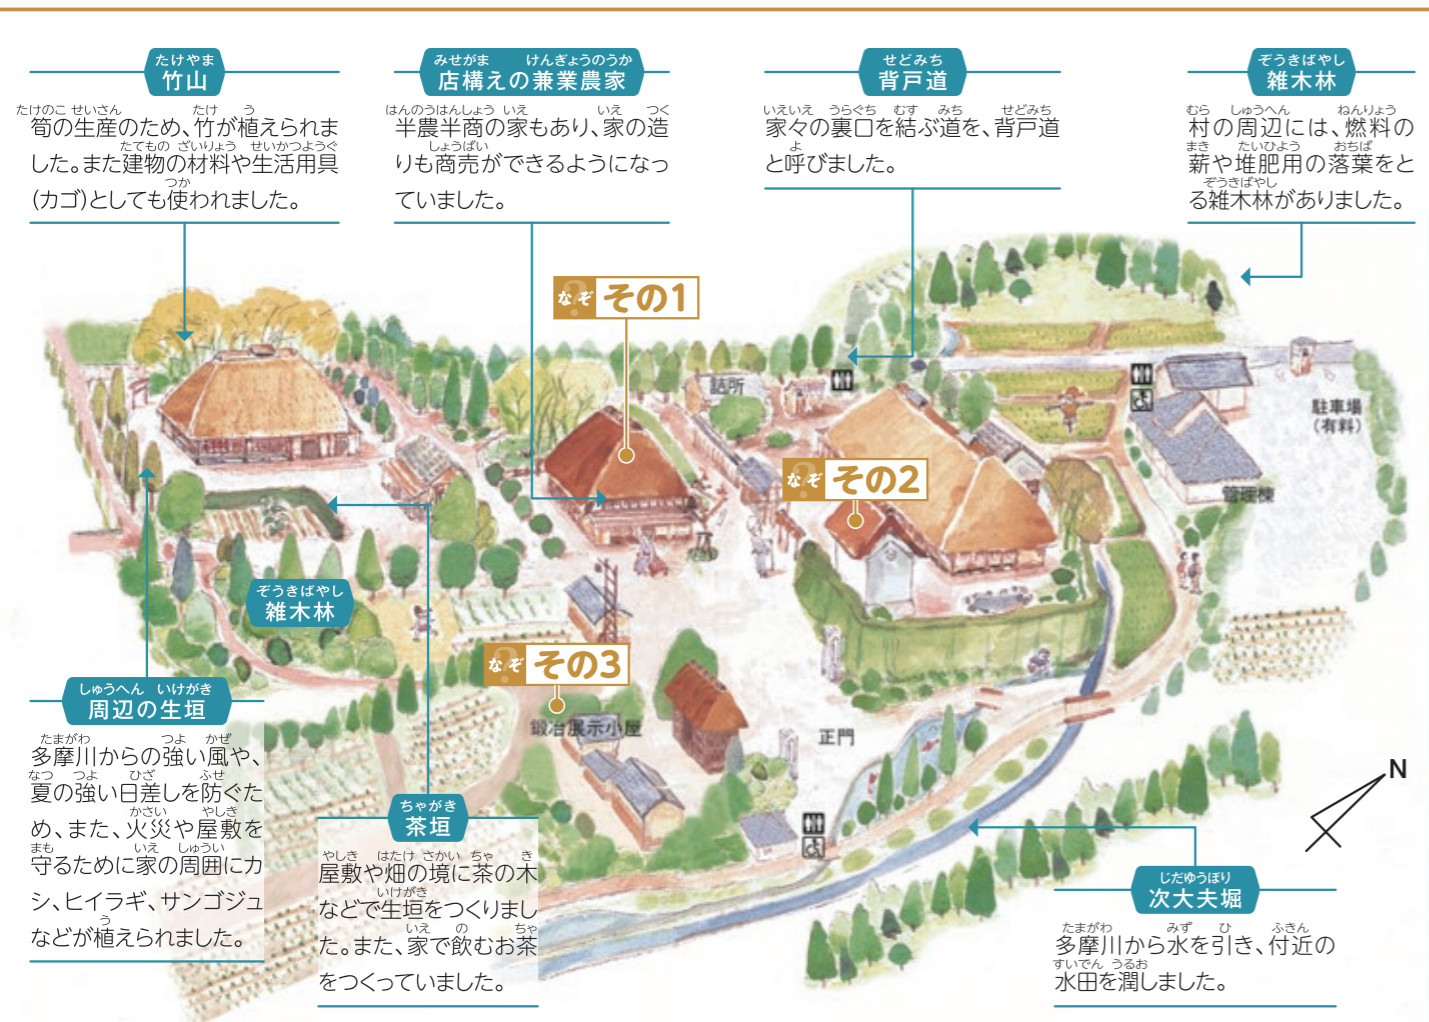 たけやま
竹山
たけのこ せいさん たけ う
筍の生産のため、竹が植えられま
たてもの ざいりょう せいかつようぐ
した。また建物の材料や生活用具
つか
(カゴ)としても使われました。
みせがま けんぎょうのうか
店構えの兼業農家
はんのうはんしょう いえ いえ つく
半農半商の家もあり、家の造
しょうばい
りも商売ができるようになっ
ていました。
せどみち
背戸道
いえいえ うらぐち むす みち せどみち
家々の裏口を結ぶ道を、背戸道
よ
と呼びました。
ぞうきばやし
雑木林
むら しゅうへん ねんりょう
村の周辺には、燃料の
まき たいひよう おちば
薪や堆肥用の落葉をと
ぞうきばやし
る雑木林がありました。
? なぞ その1
詰所
駐車場
(有料)
? なぞ その2
管理棟
ぞうきばやし
雑木林
? なぞ その3
鍛冶展示小屋
正門
しゅうへん いけがき
周辺の生垣
たまがわ つよ かぜ
多摩川からの強い風や、
なつ つよ ひざ ふせ
夏の強い日差しを防ぐた
かさい やしき
め、また、火災や屋敷を
まも いえ しゅうい
守るために家の周囲にカ
シ、ヒイラギ、サンゴジュ
う
などが植えられました。
ちゃがき
茶垣
やしき はたけ さかい ちゃ き
屋敷や畑の境に茶の木
いけがき
などで生垣をつくりまし
いえ の ちゃ
た。また、家で飲むお茶
をつくっていました。
N
じだゆうぼり
次大夫堀
たまがわ みず ひ ふきん
多摩川から水を引き、付近の
すいでん うるお
水田を潤しました。